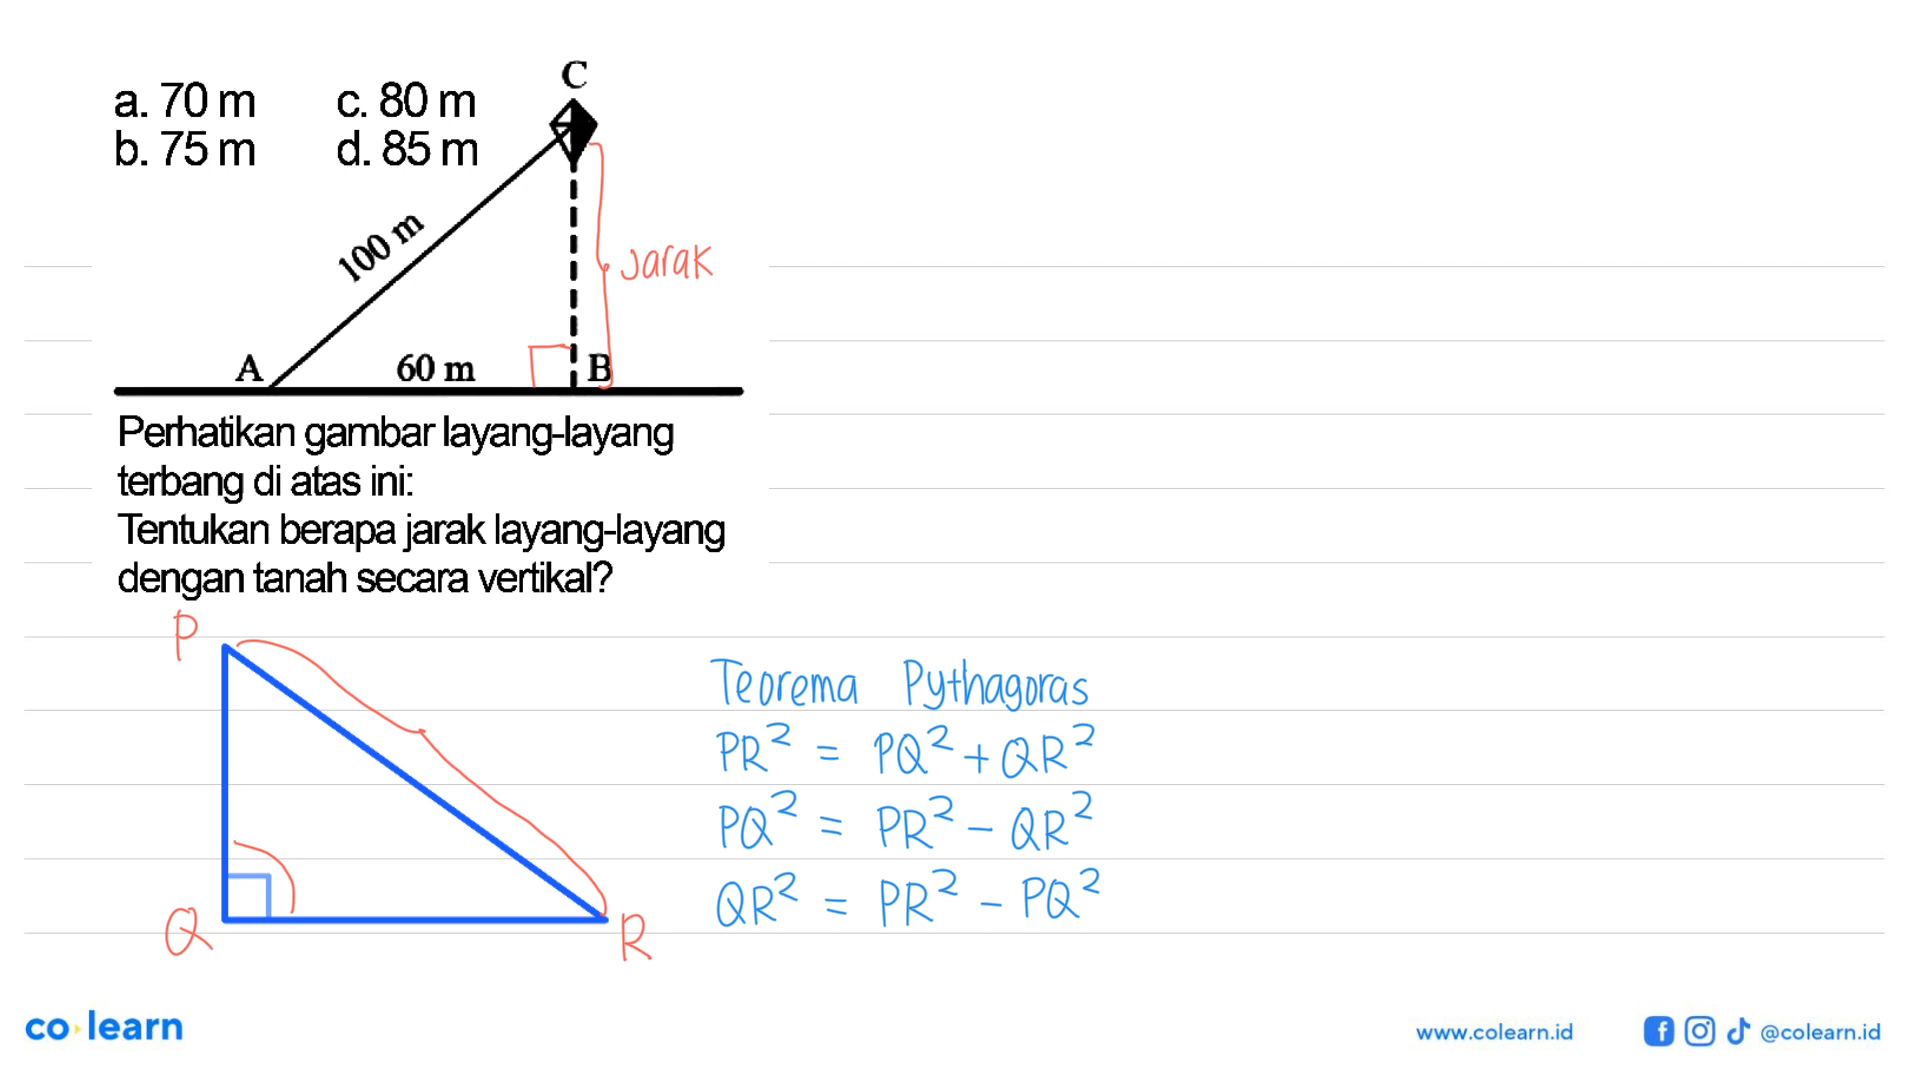 a. 70 m c. 80 m
b. 75 m d. 85 m
C
100 m
Jarak
A 60 m B
Perhatikan gambar layang-layang
terbang di atas ini:
Tentukan berapa jarak layang-layang
dengan tanah secara vertikal?
P
Q
R
Teorema Pythagoras
PR² = PQ² + QR²
PQ² = PR² - QR²
QR² = PR² - PQ²
co learn
www.colearn.id
@colearn.id